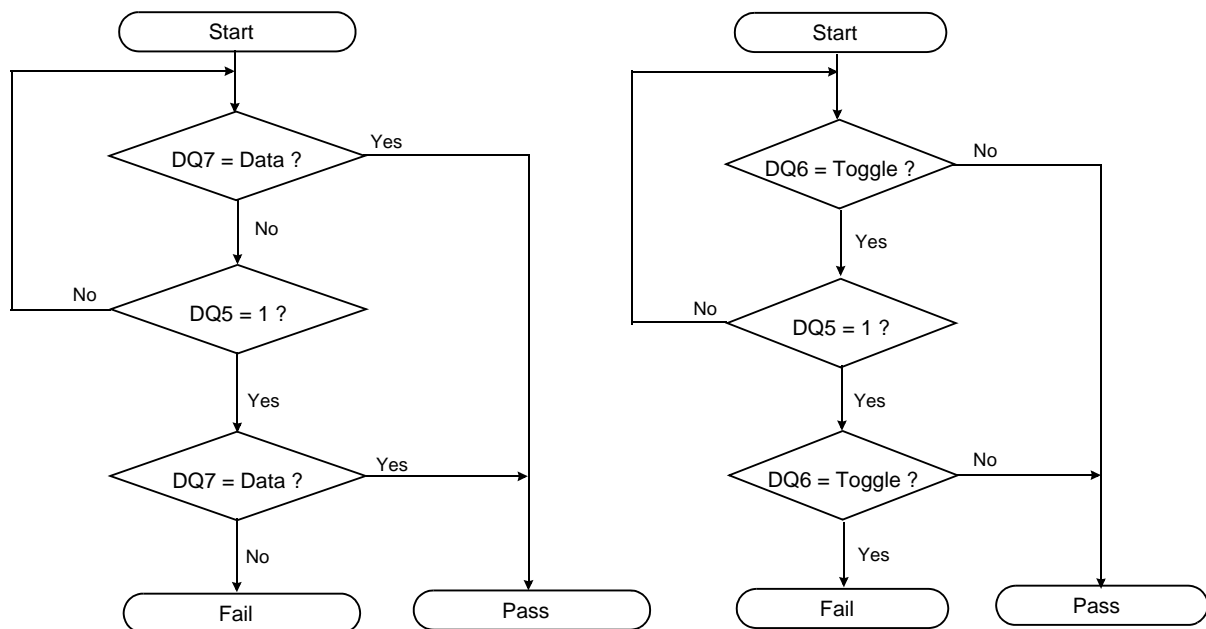 Start
DQ7 = Data ?
Yes
No
No
DQ5 = 1 ?
Yes
DQ7 = Data ?
Yes
No
Fail
Pass
Start
DQ6 = Toggle ?
No
Yes
No
DQ5 = 1 ?
Yes
DQ6 = Toggle ?
No
Yes
Fail
Pass